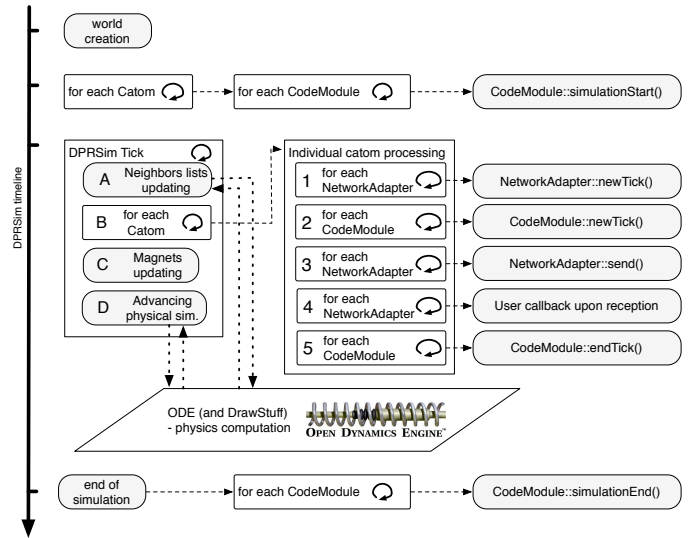 DPRSim timeline
world
creation
for each Catom
for each CodeModule
CodeModule::simulationStart()
DPRSim Tick
A Neighbors lists
updating
B for each
Catom
C Magnets
updating
D Advancing
physical sim.
Individual catom processing
1 for each
NetworkAdapter
NetworkAdapter::newTick()
2 for each
CodeModule
CodeModule::newTick()
3 for each
NetworkAdapter
NetworkAdapter::send()
4 for each
NetworkAdapter
User callback upon reception
5 for each
CodeModule
CodeModule::endTick()
ODE (and DrawStuff)
- physics computation
OPEN DYNAMICS ENGINE™
end of
simulation
for each CodeModule
CodeModule::simulationEnd()